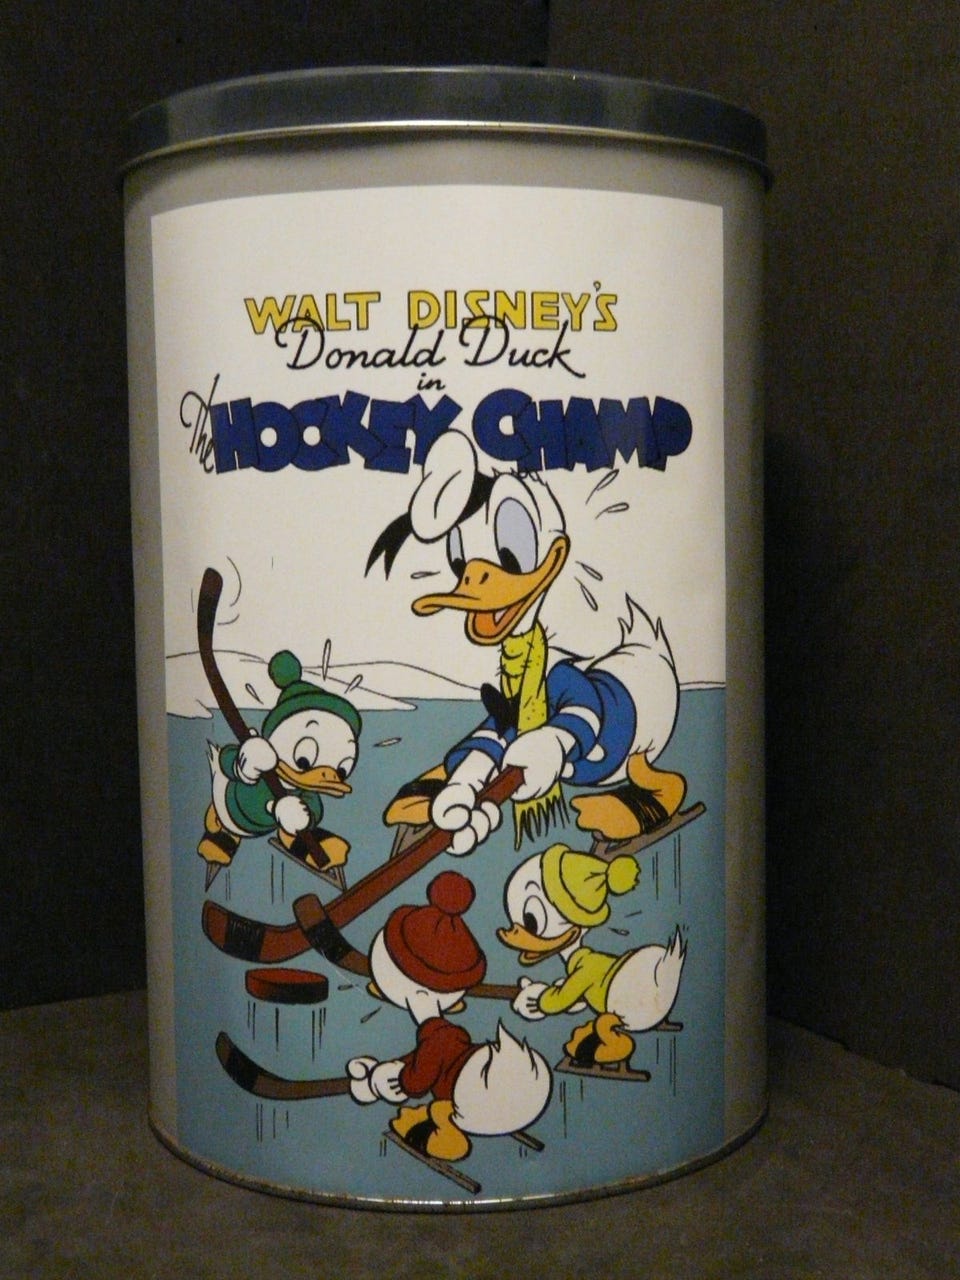 WALT DISNEY'S
Donald Duck
in
The HOCKEY CHAMP